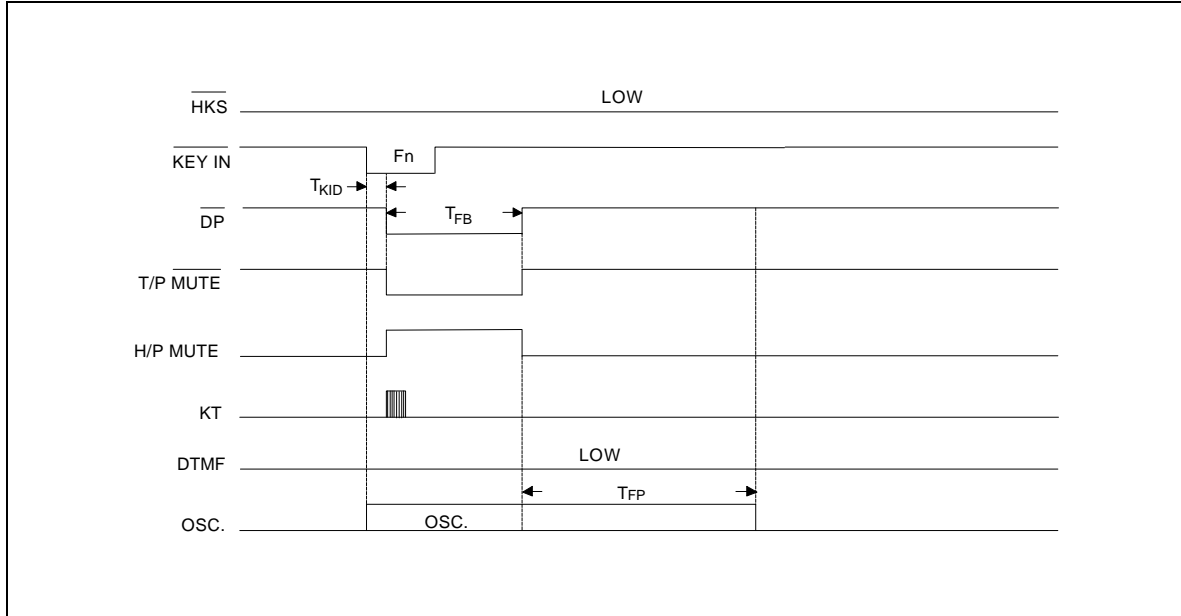 HKS
LOW
KEY IN
Fn
TKID
DP
TFB
T/P MUTE
H/P MUTE
KT
DTMF
LOW
TFP
OSC.
OSC.